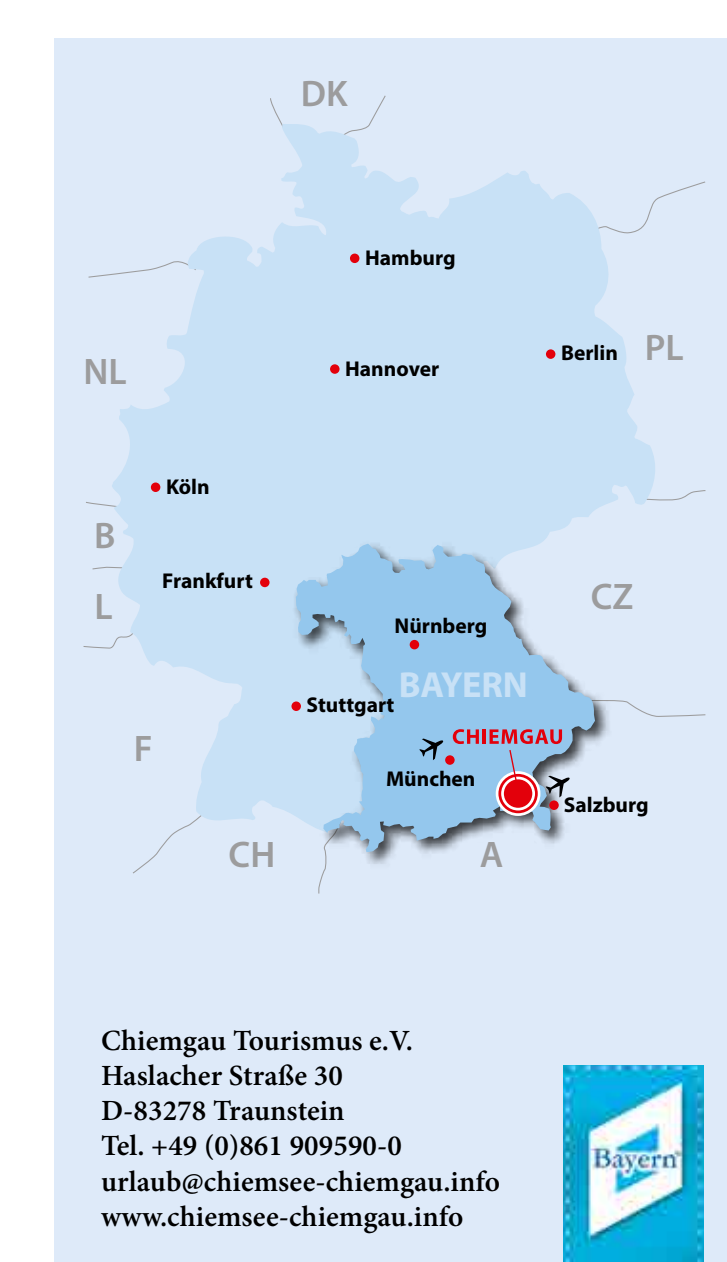 DK
Hamburg
Berlin
PL
NL
Hannover
Köln
B
Frankfurt
CZ
L
Nürnberg
BAYERN
Stuttgart
CHIEMGAU
F
München
Salzburg
CH
A
Chiemgau Tourismus e.V.
Haslacher Straße 30
D-83278 Traunstein
Tel. +49 (0)861 909590-0
urlaub@chiemsee-chiemgau.info
www.chiemsee-chiemgau.info
Bayern